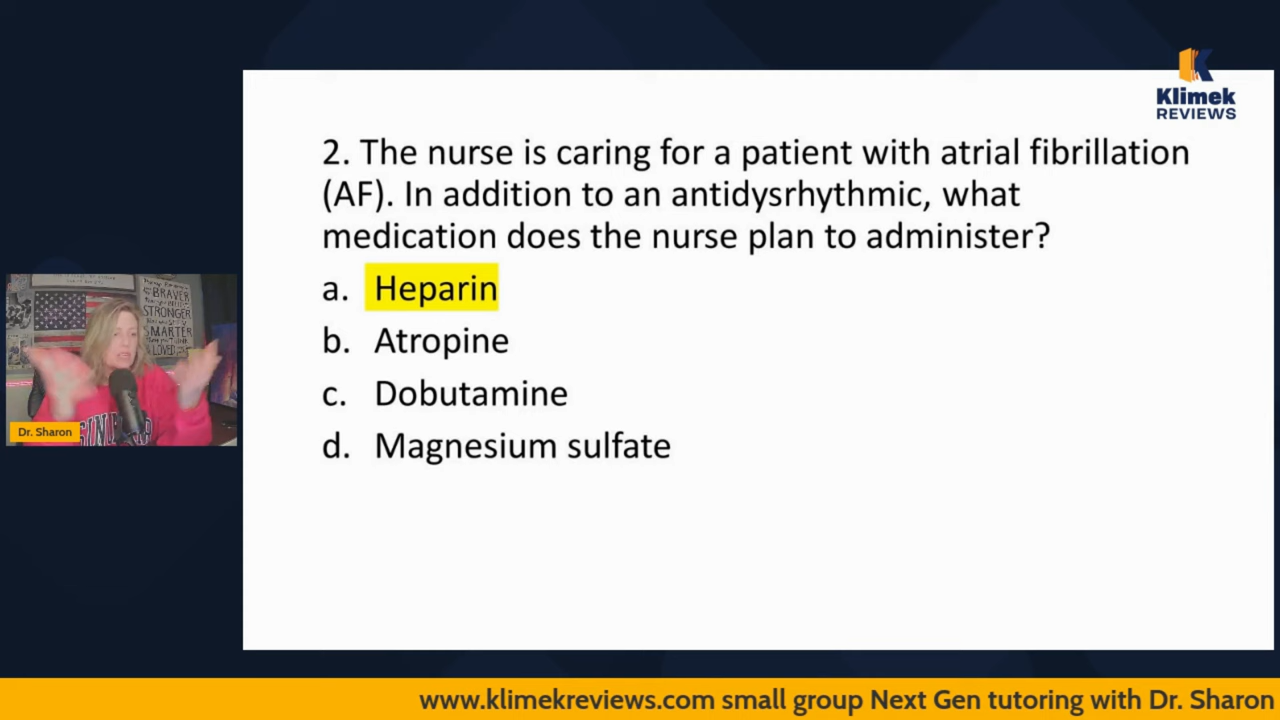 Klimek
REVIEWS
2. The nurse is caring for a patient with atrial fibrillation
(AF). In addition to an antidysrhythmic, what
medication does the nurse plan to administer?
a. Heparin
b. Atropine
c. Dobutamine
d. Magnesium sulfate
BRAVER
STRONGER
SMARTER
LOVED
Dr. Sharon
www.klimekreviews.com small group Next Gen tutoring with Dr. Sharon